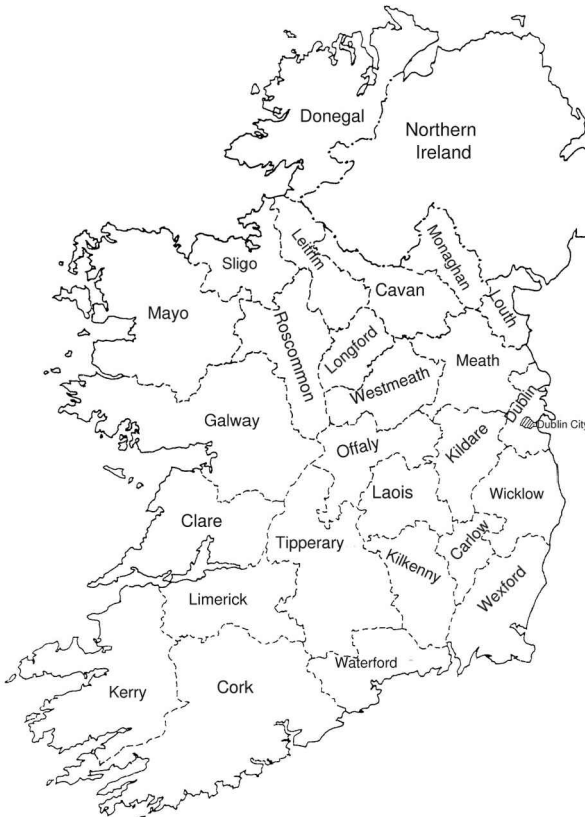 Donegal
Northern
Ireland
Leitrim
Monaghan
Sligo
Cavan
Louth
Mayo
Roscommon
Longford
Meath
Westmeath
Dublin
Galway
Dublin City
Offaly
Kildare
Laois
Wicklow
Clare
Tipperary
Carlow
Kilkenny
Wexford
Limerick
Waterford
Kerry
Cork